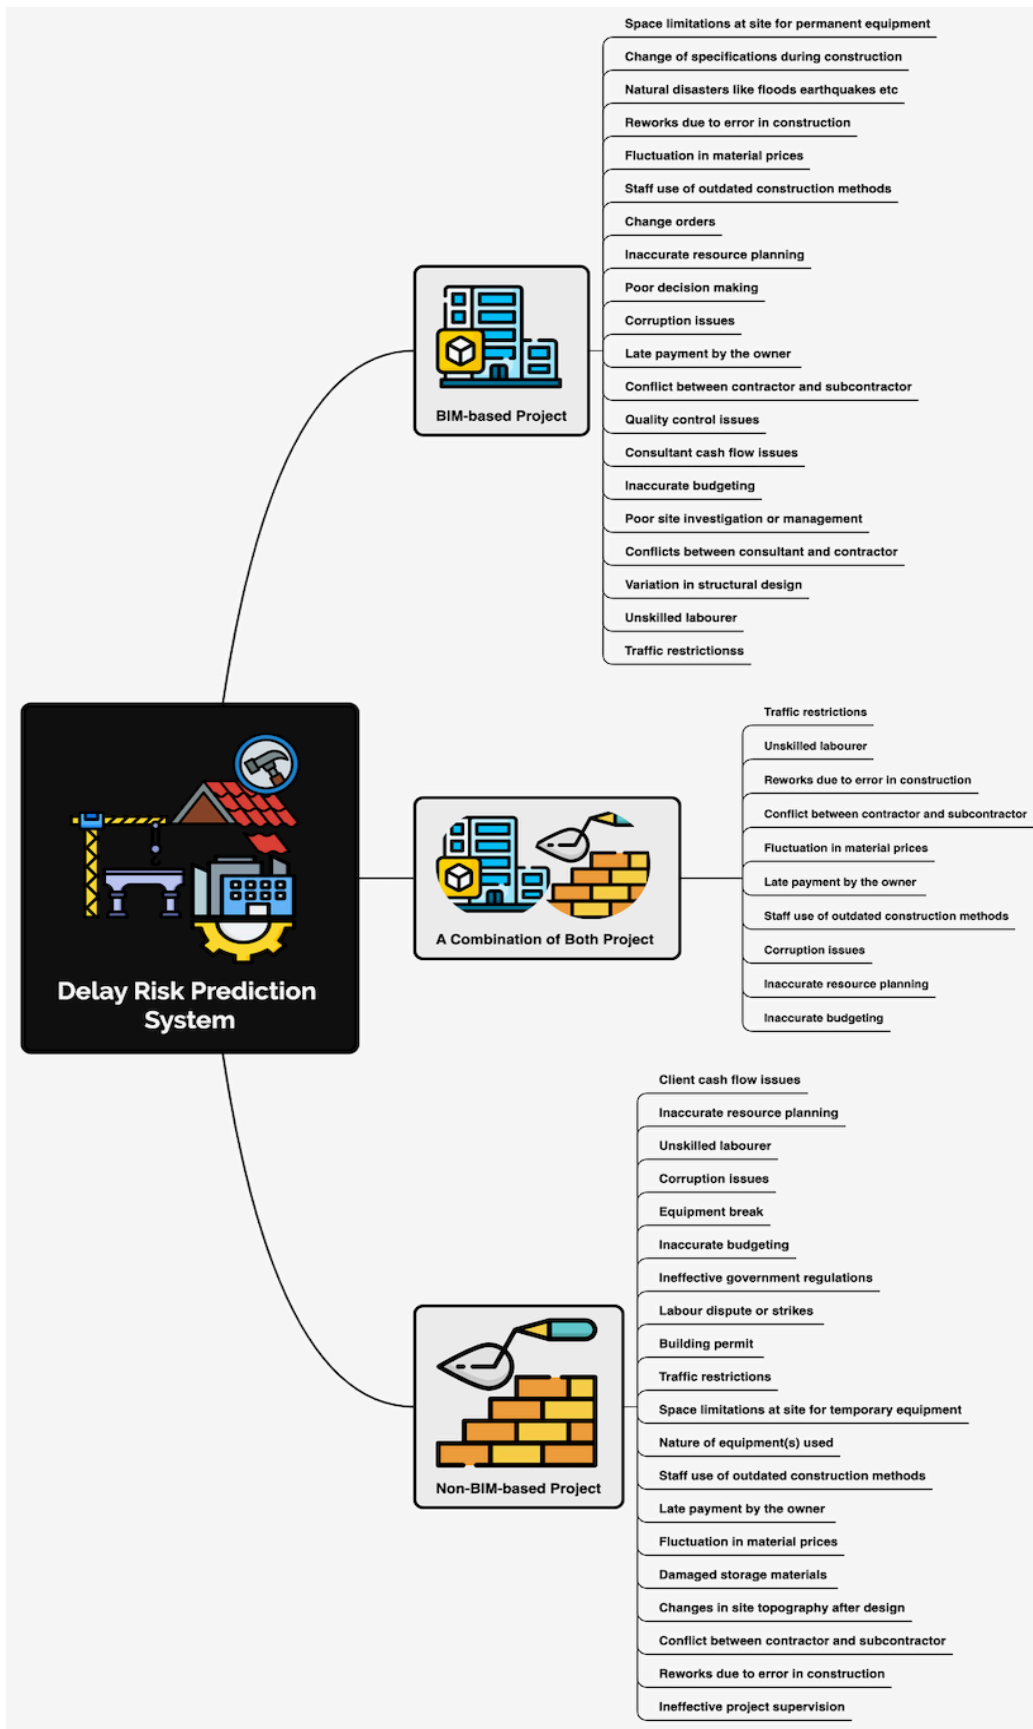 Space limitations at site for permanent equipment
Change of specifications during construction
Natural disasters like floods earthquakes etc
Reworks due to error in construction
Fluctuation in material prices
Staff use of outdated construction methods
Change orders
Inaccurate resource planning
Poor decision making
Corruption issues
Late payment by the owner
Conflict between contractor and subcontractor
Quality control issues
Consultant cash flow issues
Inaccurate budgeting
Poor site investigation or management
Conflicts between consultant and contractor
Variation in structural design
Unskilled labourer
Traffic restrictionss
BIM-based Project
Traffic restrictions
Unskilled labourer
Reworks due to error in construction
Conflict between contractor and subcontractor
Fluctuation in material prices
Late payment by the owner
Staff use of outdated construction methods
Corruption issues
Inaccurate resource planning
Inaccurate budgeting
A Combination of Both Project
Delay Risk Prediction
System
Client cash flow issues
Inaccurate resource planning
Unskilled labourer
Corruption issues
Equipment break
Inaccurate budgeting
Ineffective government regulations
Labour dispute or strikes
Building permit
Traffic restrictions
Space limitations at site for temporary equipment
Nature of equipment(s) used
Staff use of outdated construction methods
Late payment by the owner
Fluctuation in material prices
Damaged storage materials
Changes in site topography after design
Conflict between contractor and subcontractor
Reworks due to error in construction
Ineffective project supervision
Non-BIM-based Project